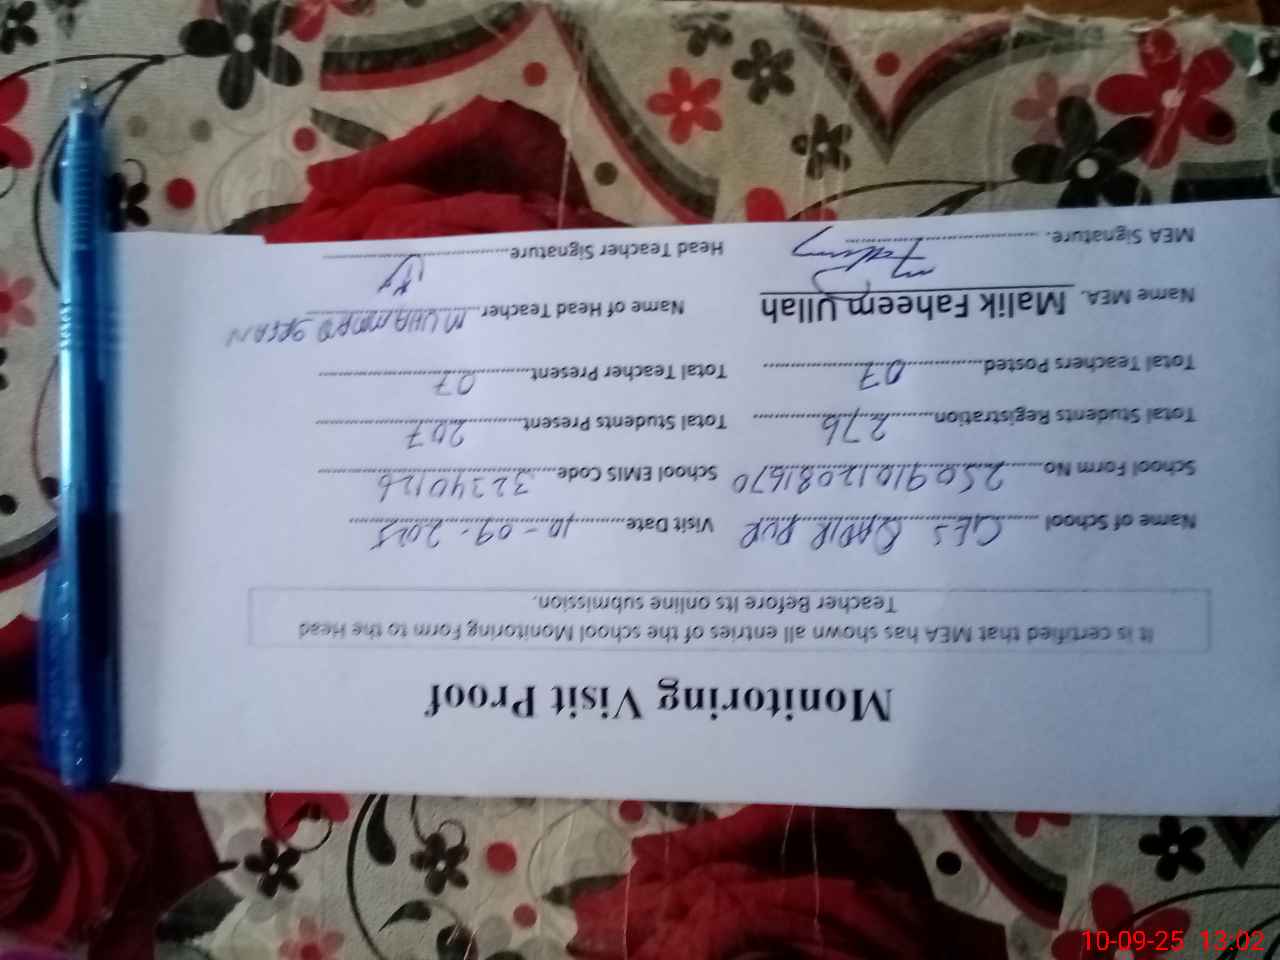 Monitoring Visit Proof
It is certified that MEA has shown all entries of the school Monitoring Form to the Head
Teacher Before Its online submission.
Name of School GES QADIR PUR Visit Date 10-09-2025
School Form No 25091012081670 School EMIS Code 32240126
Total Students Registration 276 Total Students Present 207
Total Teachers Posted 07 Total Teacher Present 07
Name MEA. Malik Faheem Ullah Name of Head Teacher. MUHAMMAD
MEA Signature. Head Teacher Signature
10-09-25 13:02